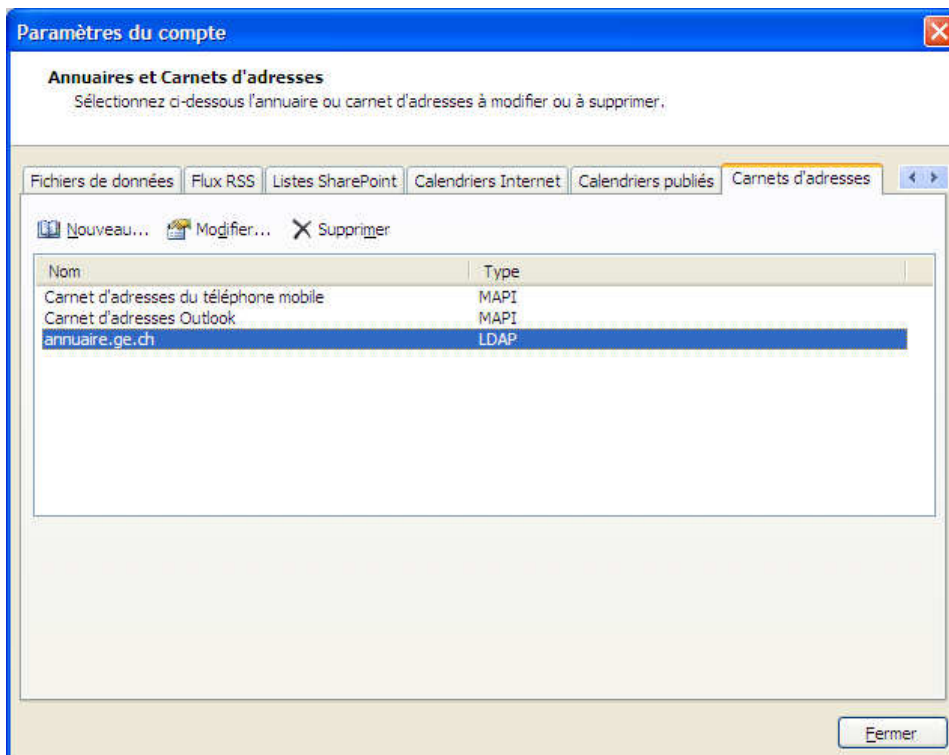 Paramètres du compte
Annuaires et Carnets d'adresses
Sélectionnez ci-dessous l'annuaire ou carnet d'adresses à modifier ou à supprimer.
Fichiers de données Flux RSS Listes SharePoint Calendriers Internet Calendriers publiés Carnets d'adresses
Nouveau... Modifier... Supprimer
Nom Type
Carnet d'adresses du téléphone mobile MAPI
Carnet d'adresses Outlook MAPI
annuaire.ge.ch LDAP
Fermer